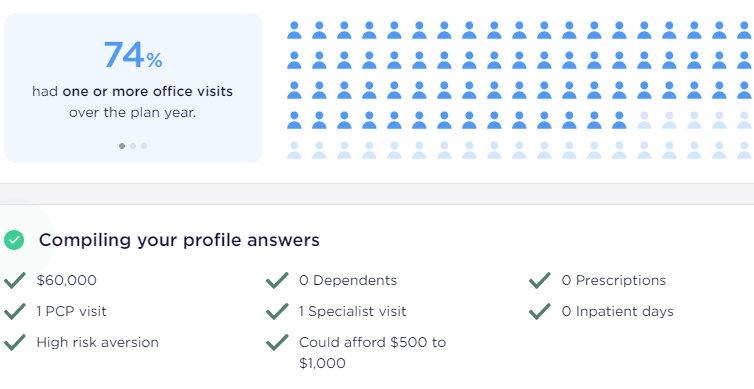 74%
had one or more office visits
over the plan year.
Compiling your profile answers
$60,000
0 Dependents
0 Prescriptions
1 PCP visit
1 Specialist visit
0 Inpatient days
High risk aversion
Could afford $500 to
$1,000